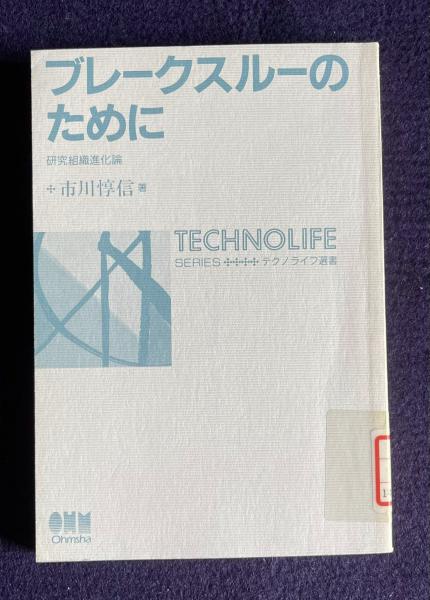 ブレークスルーの
ために
研究組織進化論
市川惇信 著
TECHNOLIFE
SERIES テクノライフ選書
OHM
Ohmsha